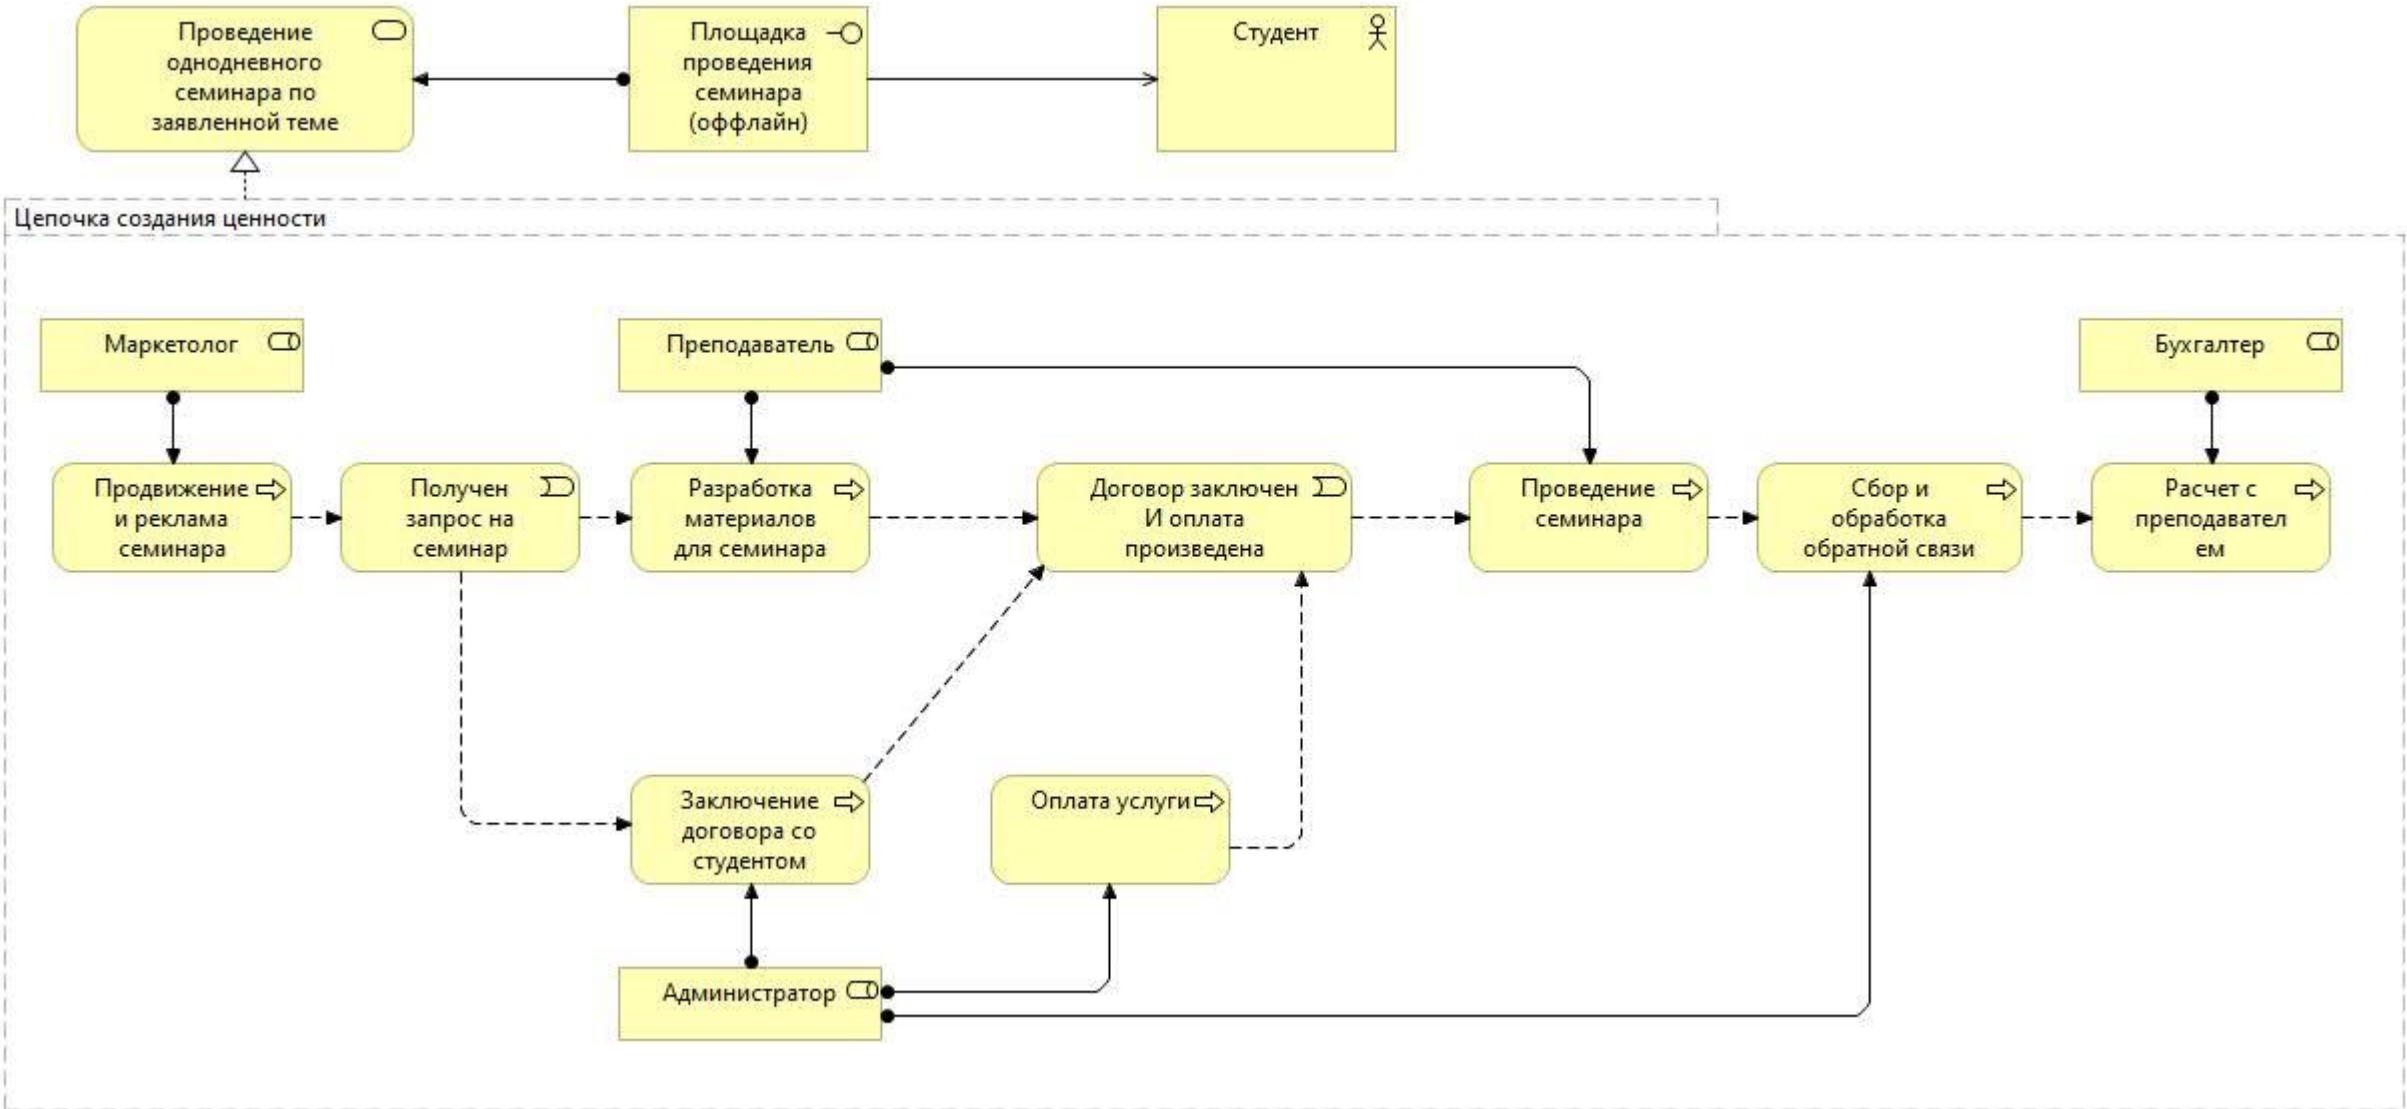 Проведение
однодневного
семинара по
заявленной теме
Площадка
проведения
семинара
(оффлайн)
Студент
Цепочка создания ценности
Маркетолог
Преподаватель
Бухгалтер
Продвижение
и реклама
семинара
Получен
запрос на
семинар
Разработка
материалов
для семинара
Договор заключен
И оплата
произведена
Проведение
семинара
Сбор и
обработка
обратной связи
Расчет с
преподавател
ем
Заключение
договора со
студентом
Оплата услуги
Администратор